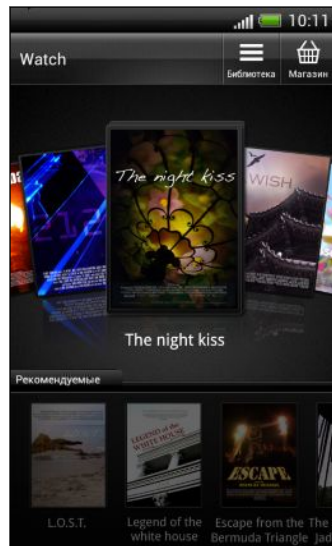 10:11
Watch
Библиотека
Магазин
The night kiss
212
WISH
The night kiss
Рекомендуемые
LEGEND of the
WHITE HOUSE
ESCAPE
L.O.S.T.
Legend of the
white house
Escape from the
Bermuda Triangle
The
Jad